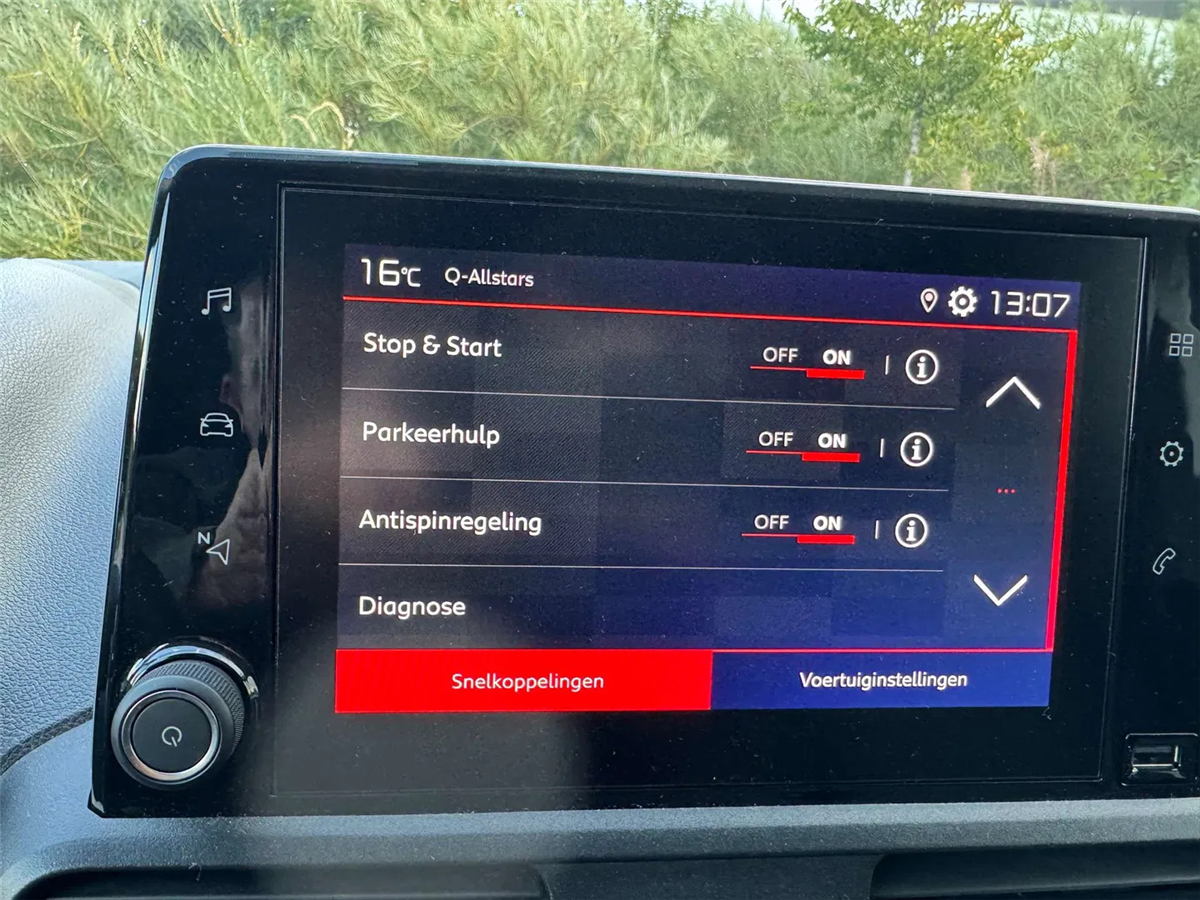 16°C Q-Allstars 13:07
Stop & Start OFF ON
Parkeerhulp OFF ON
Antispinregeling OFF ON
Diagnose
Snelkoppelingen Voertuiginstellingen
N